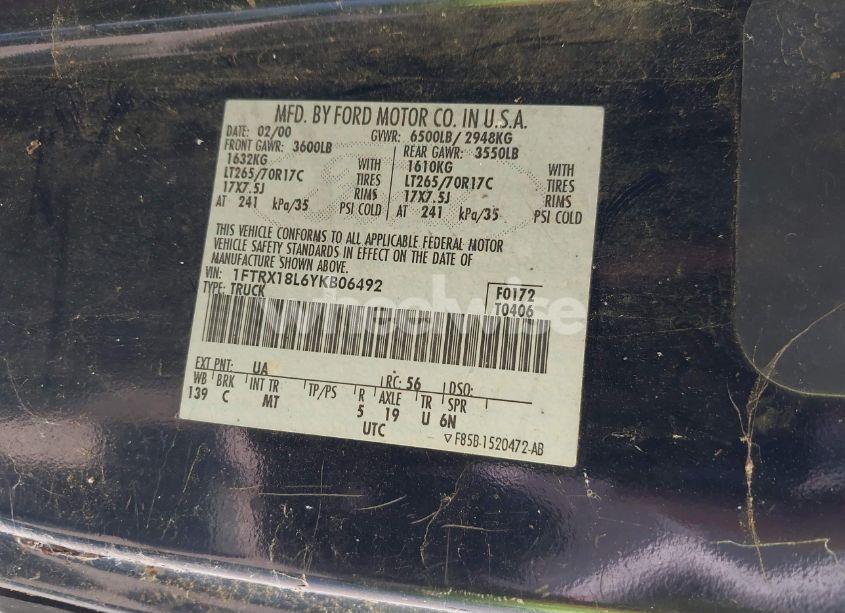 MFD. BY FORD MOTOR CO. IN U.S.A.
DATE: 02/00 GVWR: 6500LB/ 2948KG
FRONT GAWR: 3600LB REAR GAWR: 3550LB
1632KG WITH 1610KG WITH
LT265/70R17C TIRES LT265/70R17C TIRES
17X7.5J RIMS 17X7.5J RIMS
AT 241 kPa/35 PSI COLD AT 241 kPa/35 PSI COLD
THIS VEHICLE CONFORMS TO ALL APPLICABLE FEDERAL MOTOR
VEHICLE SAFETY STANDARDS IN EFFECT ON THE DATE OF
MANUFACTURE SHOWN ABOVE.
VIN: 1FTRX18L6YKB06492
TYPE: TRUCK
F0172
T0406
wheelwise
EXT PNT: UA RC: 56 DSO:
WB BRK INT TR TP/PS R AXLE TR SPR
139 C MT 5 19 U 6N
UTC
▽ F85B-1520472-AB